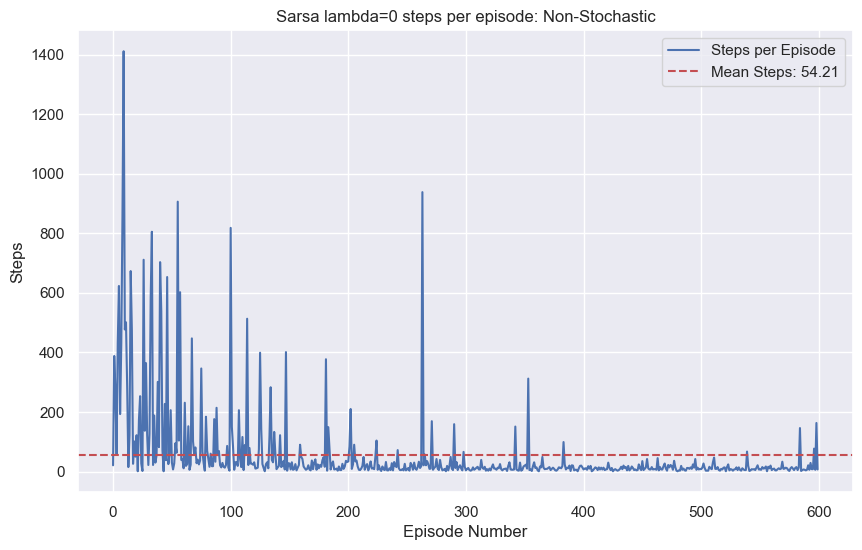 Sarsa lambda=0 steps per episode: Non-Stochastic
Steps per Episode
Mean Steps: 54.21
1400
1200
1000
800
600
400
200
0
Steps
0 100 200 300 400 500 600
Episode Number